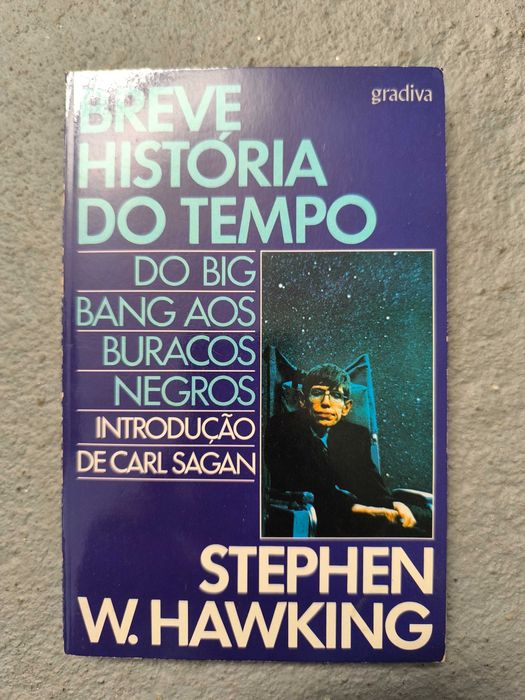 gradiva
BREVE
HISTÓRIA
DO TEMPO
DO BIG
BANG AOS
BURACOS
NEGROS
INTRODUÇÃO
DE CARL SAGAN
STEPHEN
W. HAWKING